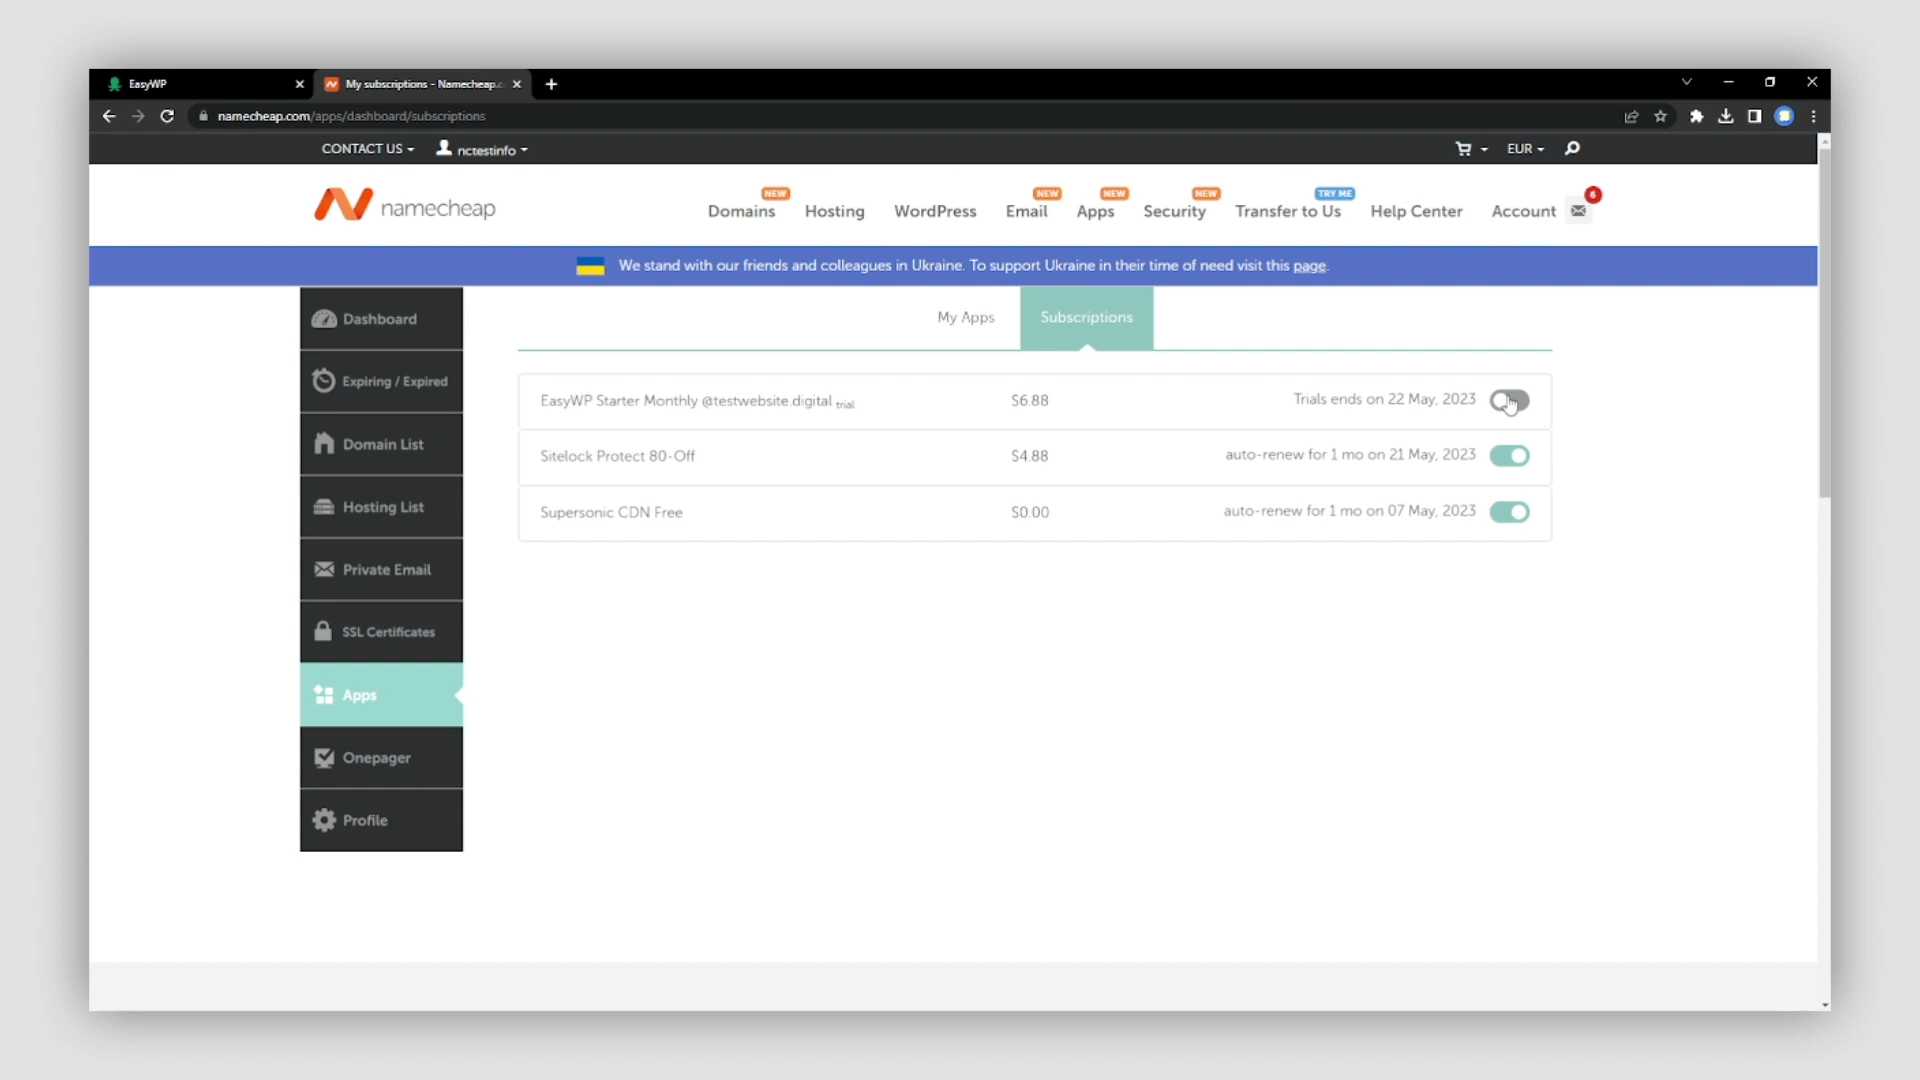 EasyWP
My subscriptions - Namecheap.c
namecheap.com/apps/dashboard/subscriptions
CONTACT US nctestinfo EUR
namecheap
NEW NEW NEW NEW TRY ME 6
Domains Hosting WordPress Email Apps Security Transfer to Us Help Center Account
We stand with our friends and colleagues in Ukraine. To support Ukraine in their time of need visit this page.
Dashboard
Expiring / Expired
Domain List
Hosting List
Private Email
SSL Certificates
Apps
Onepager
Profile
My Apps Subscriptions
EasyWP Starter Monthly @testwebsite.digital trial $6.88 Trials ends on 22 May, 2023
Sitelock Protect 80-Off $4.88 auto-renew for 1 mo on 21 May, 2023
Supersonic CDN Free $0.00 auto-renew for 1 mo on 07 May, 2023